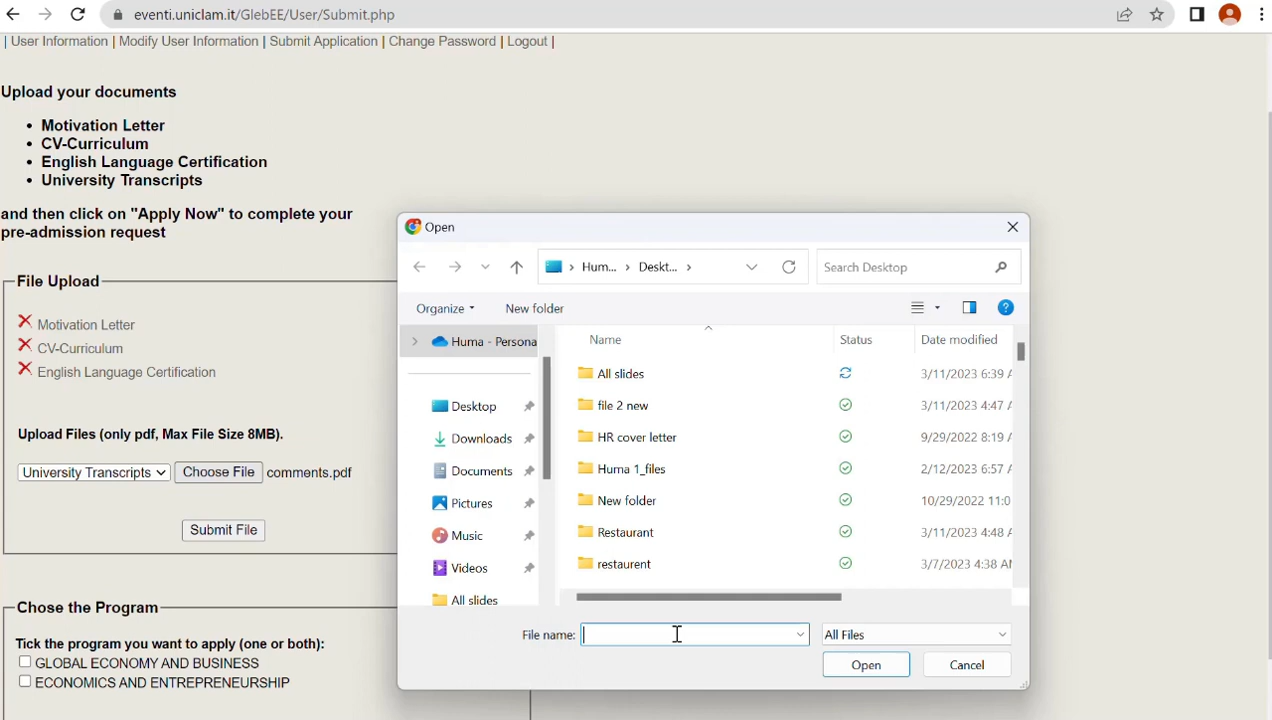 eventi.uniclam.it/GlebEE/User/Submit.php
| User Information | Modify User Information | Submit Application | Change Password | Logout |
Upload your documents
• Motivation Letter
• CV-Curriculum
• English Language Certification
• University Transcripts
and then click on "Apply Now" to complete your
pre-admission request
File Upload
Motivation Letter
CV-Curriculum
English Language Certification
Upload Files (only pdf, Max File Size 8MB).
University Transcripts Choose File comments.pdf
Submit File
Chose the Program
Tick the program you want to apply (one or both):
GLOBAL ECONOMY AND BUSINESS
ECONOMICS AND ENTREPRENEURSHIP
Open
Hum... Deskt... Search Desktop
Organize New folder
Huma - Persona
Desktop
Downloads
Documents
Pictures
Music
Videos
All slides
Name Status Date modified
All slides 3/11/2023 6:39 A
file 2 new 3/11/2023 4:47 A
HR cover letter 9/29/2022 8:19 A
Huma 1_files 2/12/2023 6:57
New folder 10/29/2022 11:0
Restaurant 3/11/2023 4:48 A
restaurent 3/7/2023 4:38 AM
File name: All Files
Open Cancel